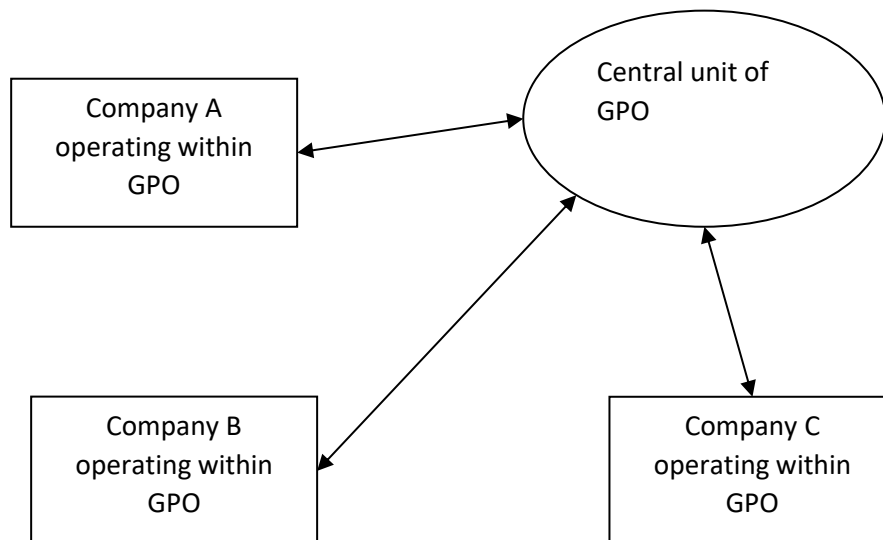 Central unit of
GPO
Company A
operating within
GPO
Company B
operating within
GPO
Company C
operating within
GPO